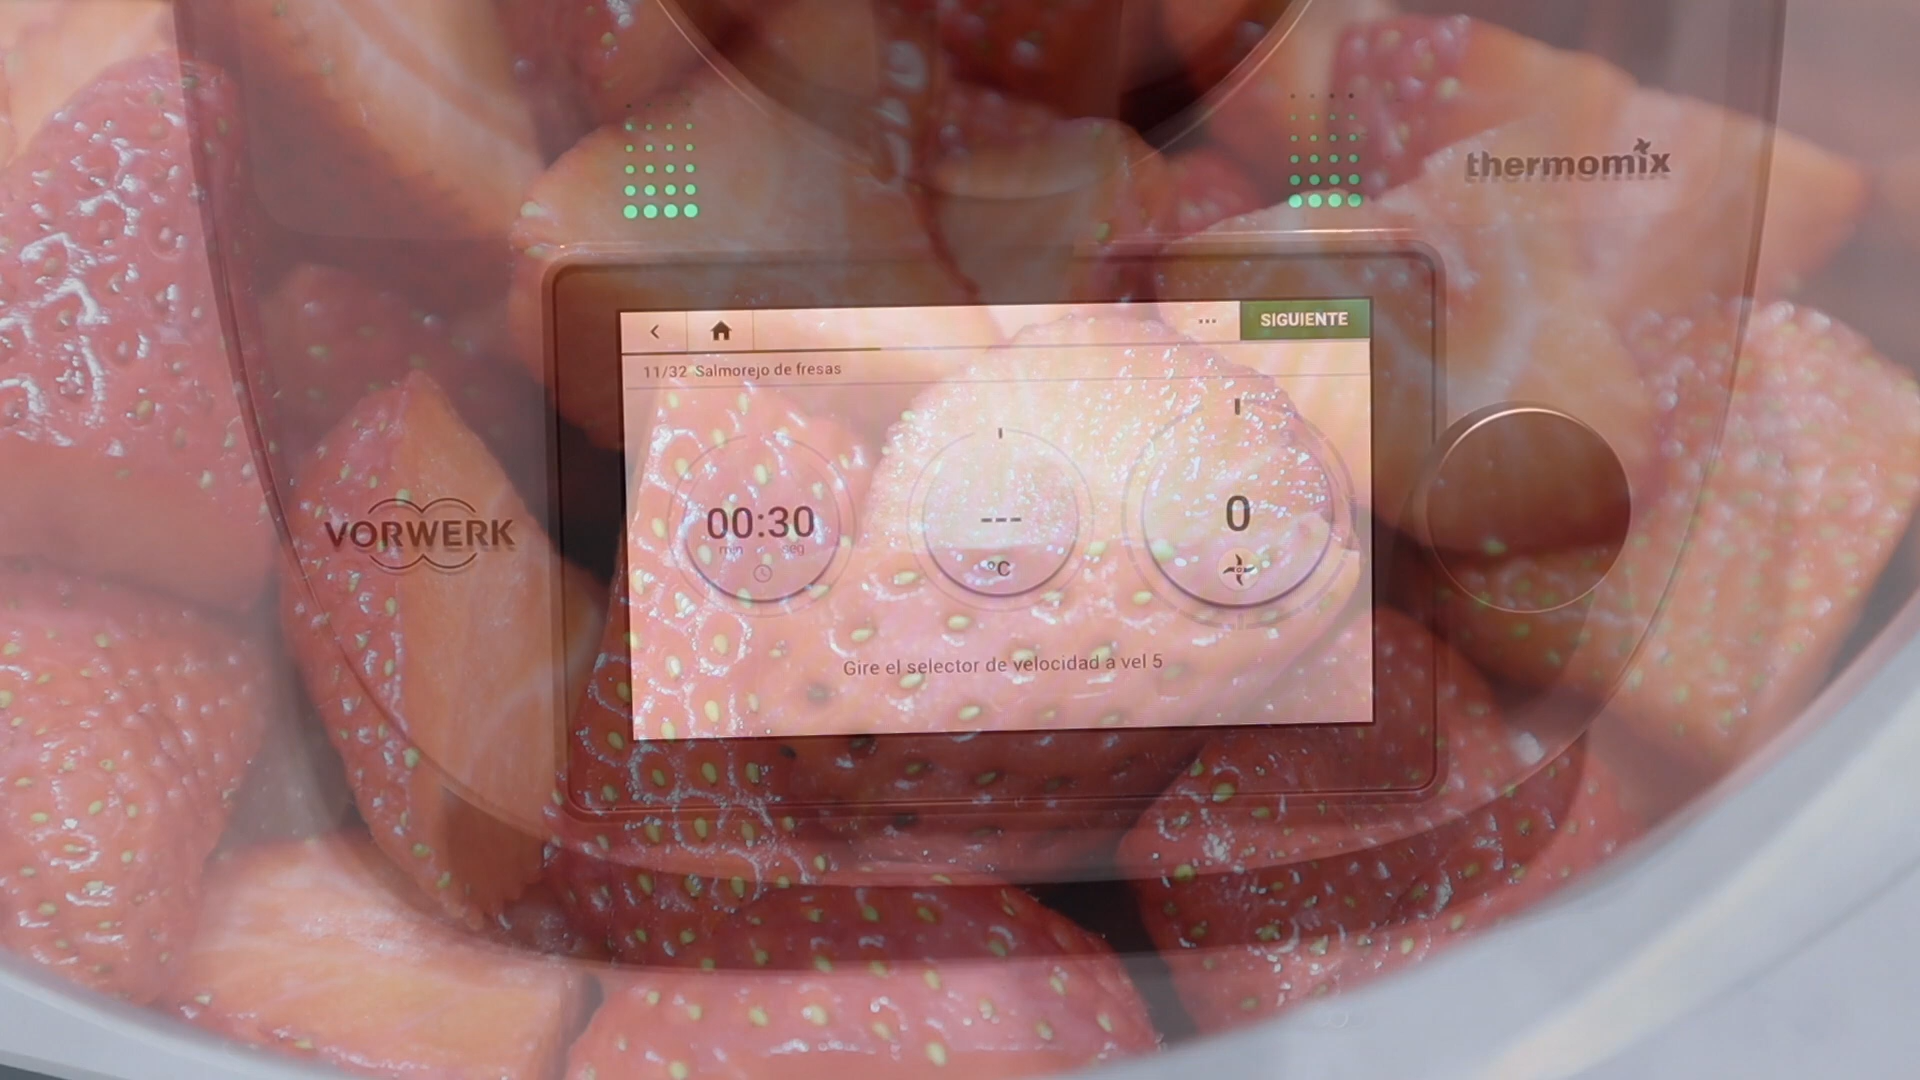 thermomix
SIGUIENTE
11/32 Salmorejo de fresas
00:30
min seg
---
°C
0
VORWERK
Gire el selector de velocidad a vel 5